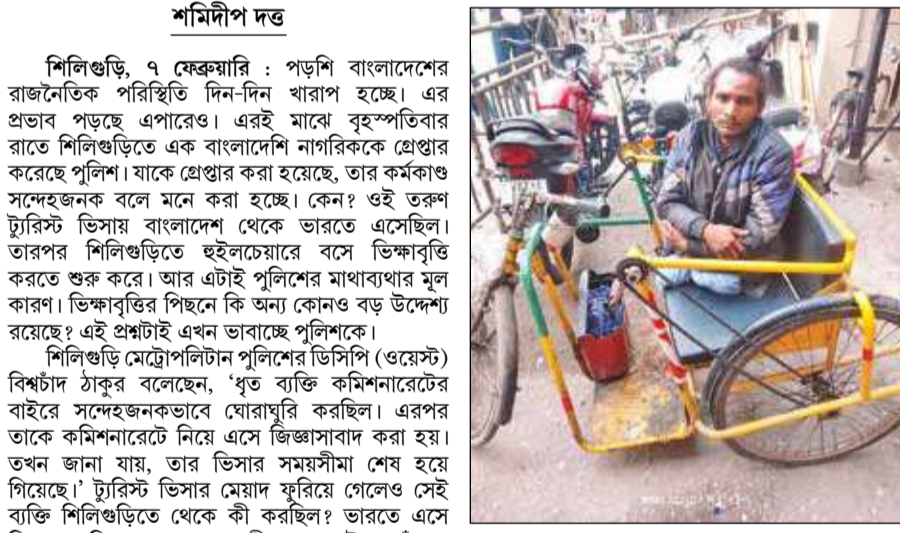 শমিদীপ দত্ত
শিলিগুড়ি, ৭ ফেব্রুয়ারি : পড়শি বাংলাদেশের
রাজনৈতিক পরিস্থিতি দিন-দিন খারাপ হচ্ছে। এর
প্রভাব পড়ছে এপারেও। এরই মাঝে বৃহস্পতিবার
রাতে শিলিগুড়িতে এক বাংলাদেশি নাগরিককে গ্রেপ্তার
করেছে পুলিশ। যাকে গ্রেপ্তার করা হয়েছে, তার কর্মকাণ্ড
সন্দেহজনক বলে মনে করা হচ্ছে। কেন? ওই তরুণ
ট্যুরিস্ট ভিসায় বাংলাদেশ থেকে ভারতে এসেছিল।
তারপর শিলিগুড়িতে হুইলচেয়ারে বসে ভিক্ষাবৃত্তি
করতে শুরু করে। আর এটাই পুলিশের মাথাব্যথার মূল
কারণ। ভিক্ষাবৃত্তির পিছনে কি অন্য কোনও বড় উদ্দেশ্য
রয়েছে? এই প্রশ্নটাই এখন ভাবাচ্ছে পুলিশকে।
শিলিগুড়ি মেট্রোপলিটান পুলিশের ডিসিপি (ওয়েস্ট)
বিশ্বচাঁদ ঠাকুর বলেছেন, ‘ধৃত ব্যক্তি কমিশনারেটের
বাইরে সন্দেহজনকভাবে ঘোরাঘুরি করছিল। এরপর
তাকে কমিশনারেটে নিয়ে এসে জিজ্ঞাসাবাদ করা হয়।
তখন জানা যায়, তার ভিসার সময়সীমা শেষ হয়ে
গিয়েছে।’ ট্যুরিস্ট ভিসার মেয়াদ ফুরিয়ে গেলেও সেই
ব্যক্তি শিলিগুড়িতে থেকে কী করছিল? ভারতে এসে